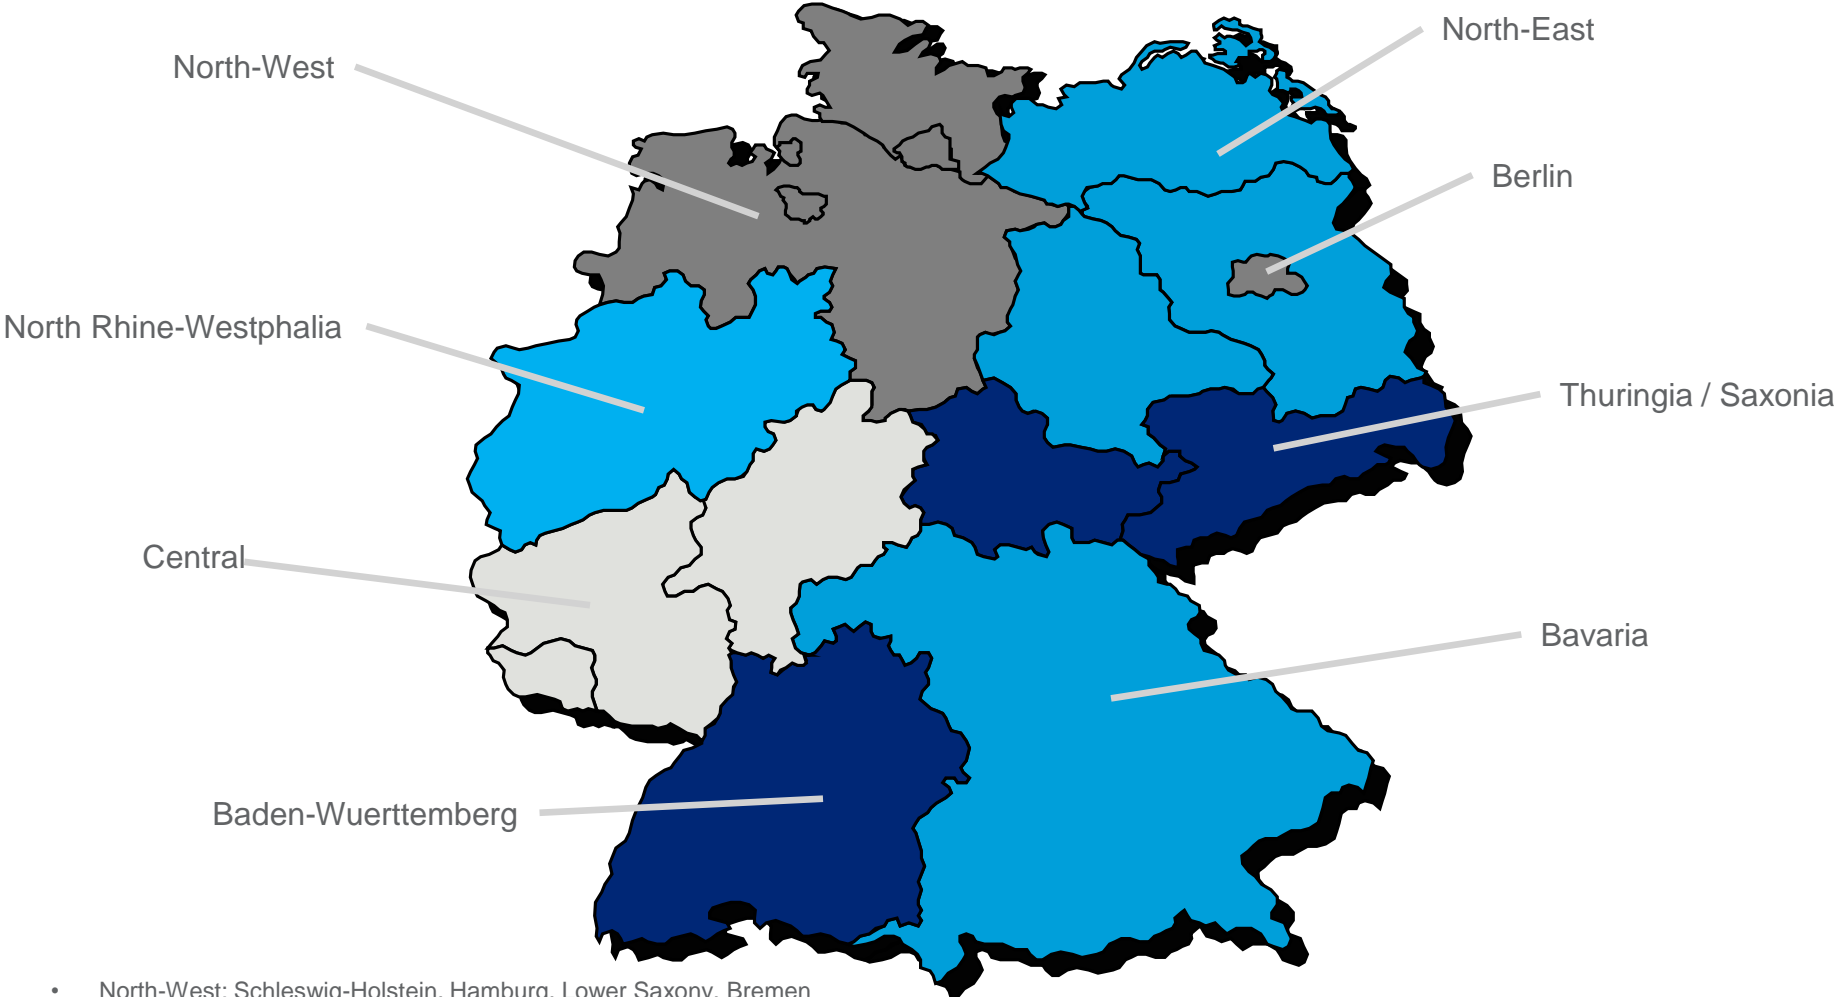 North-East
North-West
Berlin
North Rhine-Westphalia
Thuringia / Saxonia
Central
Bavaria
Baden-Wuerttemberg
• North-West: Schleswig-Holstein, Hamburg, Lower Saxony, Bremen